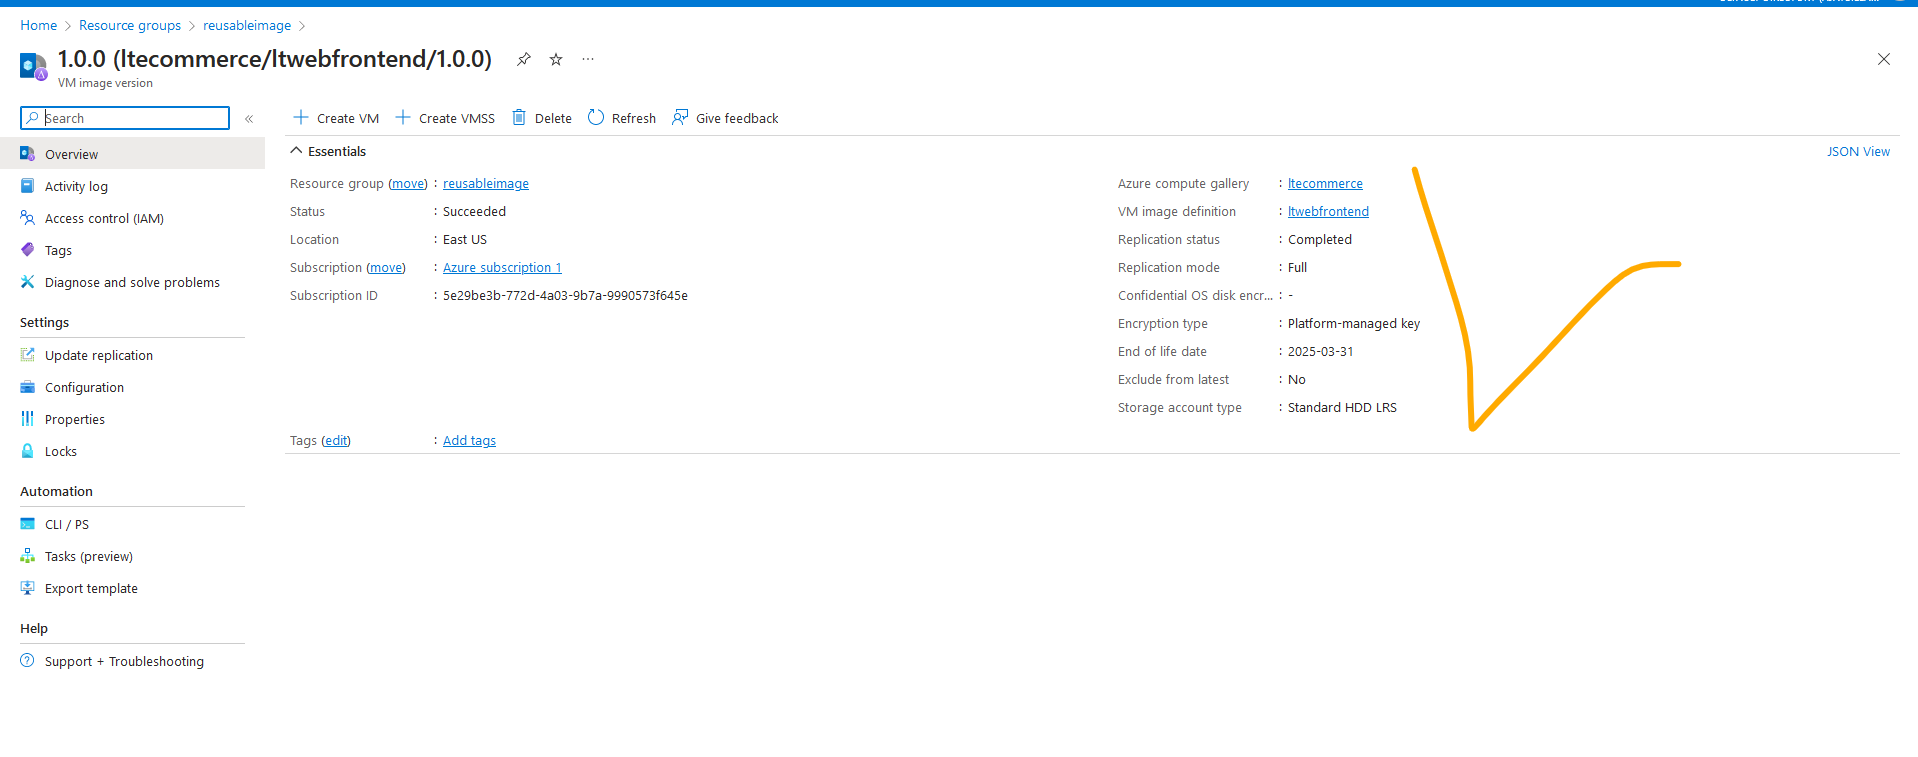 Home > Resource groups > reusableimage >
1.0.0 (ltecommerce/ltwebfrontend/1.0.0)
VM image version
Search
Create VM Create VMSS Delete Refresh Give feedback
Overview
Activity log
Access control (IAM)
Tags
Diagnose and solve problems
Settings
Update replication
Configuration
Properties
Locks
Automation
CLI / PS
Tasks (preview)
Export template
Help
Support + Troubleshooting
Essentials
JSON View
Resource group (move) : reusableimage
Status : Succeeded
Location : East US
Subscription (move) : Azure subscription 1
Subscription ID : 5e29be3b-772d-4a03-9b7a-9990573f645e
Azure compute gallery : ltecommerce
VM image definition : ltwebfrontend
Replication status : Completed
Replication mode : Full
Confidential OS disk encr... : -
Encryption type : Platform-managed key
End of life date : 2025-03-31
Exclude from latest : No
Storage account type : Standard HDD LRS
Tags (edit) : Add tags